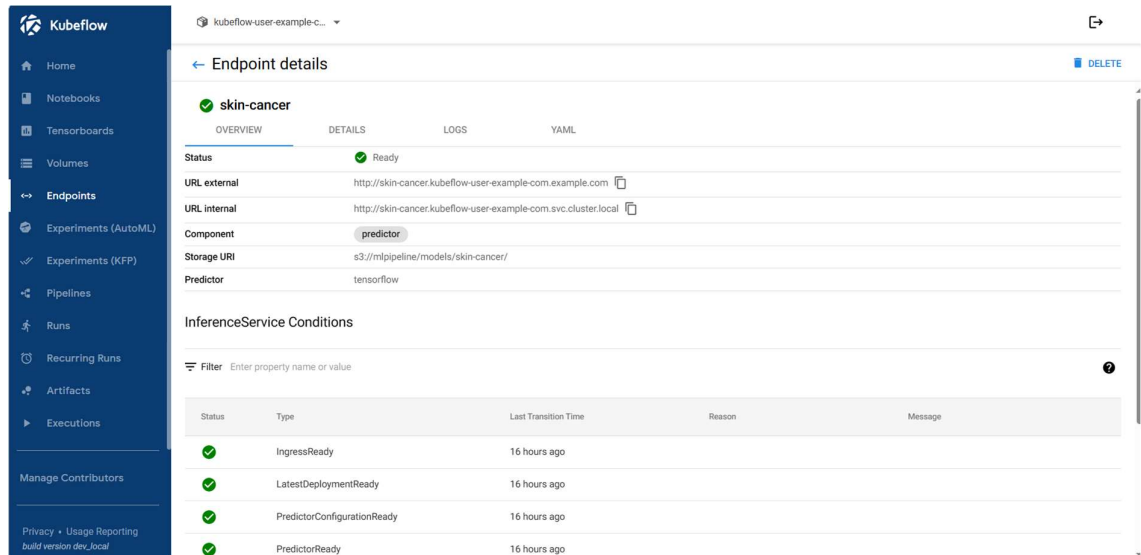 Kubeflow
kubeflow-user-example-c...
Home
Notebooks
Tensorboards
Volumes
Endpoints
Experiments (AutoML)
Experiments (KFP)
Pipelines
Runs
Recurring Runs
Artifacts
Executions
Manage Contributors
Privacy • Usage Reporting
build version dev_local
Endpoint details
DELETE
skin-cancer
OVERVIEW DETAILS LOGS YAML
Status Ready
URL external http://skin-cancer.kubeflow-user-example-com.example.com
URL internal http://skin-cancer.kubeflow-user-example-com.svc.cluster.local
Component predictor
Storage URI s3://mlpipeline/models/skin-cancer/
Predictor tensorflow
InferenceService Conditions
Filter Enter property name or value
Status Type Last Transition Time Reason Message
IngressReady 16 hours ago
LatestDeploymentReady 16 hours ago
PredictorConfigurationReady 16 hours ago
PredictorReady 16 hours ago